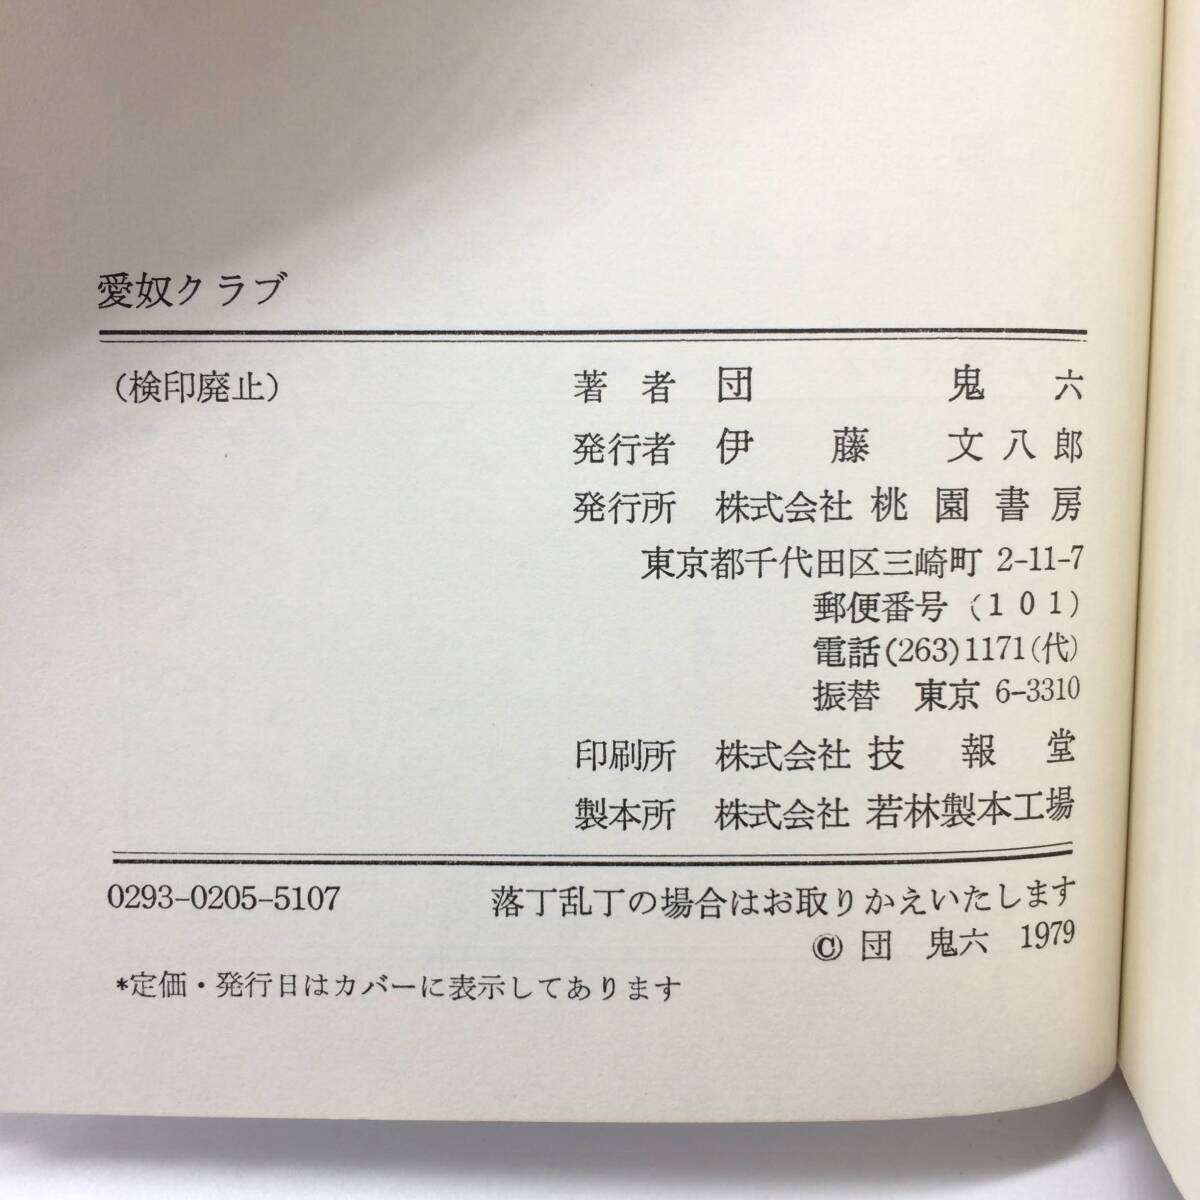 愛奴クラブ
(検印廃止)
著者 団鬼六
発行者 伊藤文八郎
発行所 株式会社 桃園書房
東京都千代田区三崎町 2-11-7
郵便番号 (101)
電話(263)1171(代)
振替 東京 6-3310
印刷所 株式会社 技報堂
製本所 株式会社 若林製本工場
0293-0205-5107 落丁乱丁の場合はお取りかえいたします
© 団 鬼六 1979
*定価・発行日はカバーに表示してあります